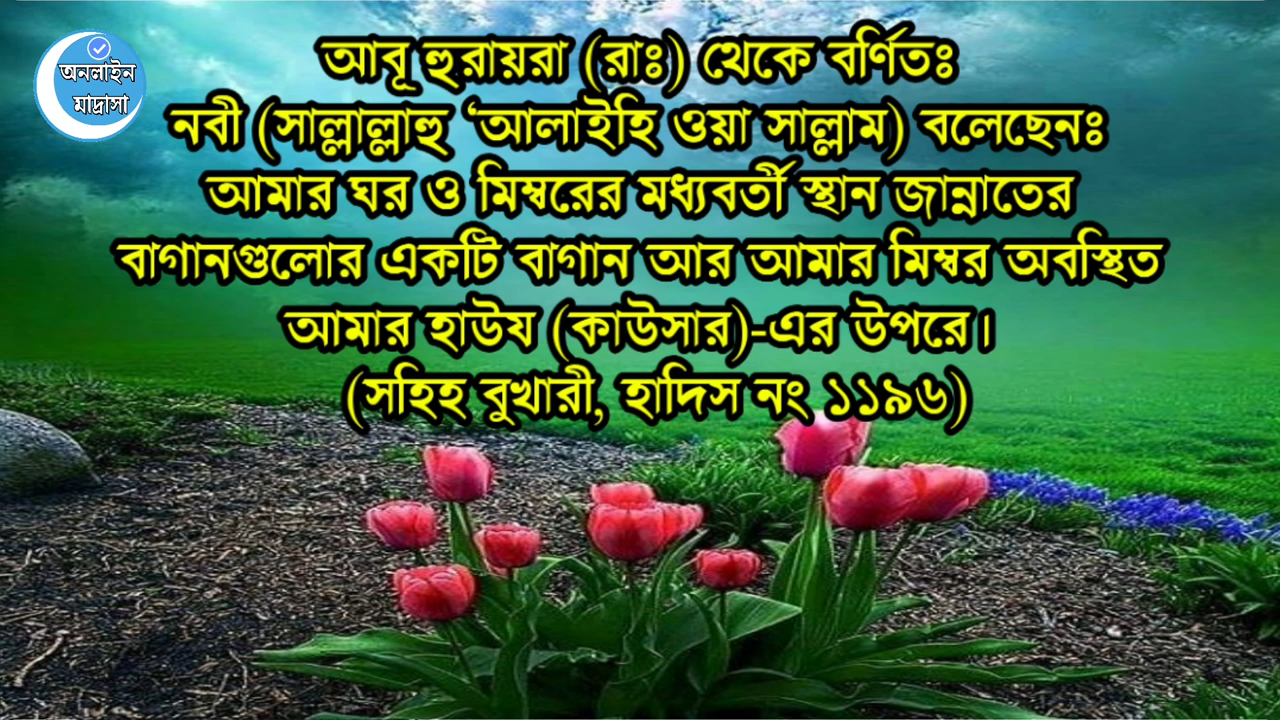 অনলাইন
মাদ্রাসা
আবূ হুরায়রা (রাঃ) থেকে বর্ণিতঃ
নবী (সাল্লাল্লাহু ‘আলাইহি ওয়া সাল্লাম) বলেছেনঃ
আমার ঘর ও মিম্বরের মধ্যবর্তী স্থান জান্নাতের
বাগানগুলোর একটি বাগান আর আমার মিম্বর অবস্থিত
আমার হাউয (কাউসার)-এর উপরে।
(সহিহ বুখারী, হাদিস নং ১১৯৬)